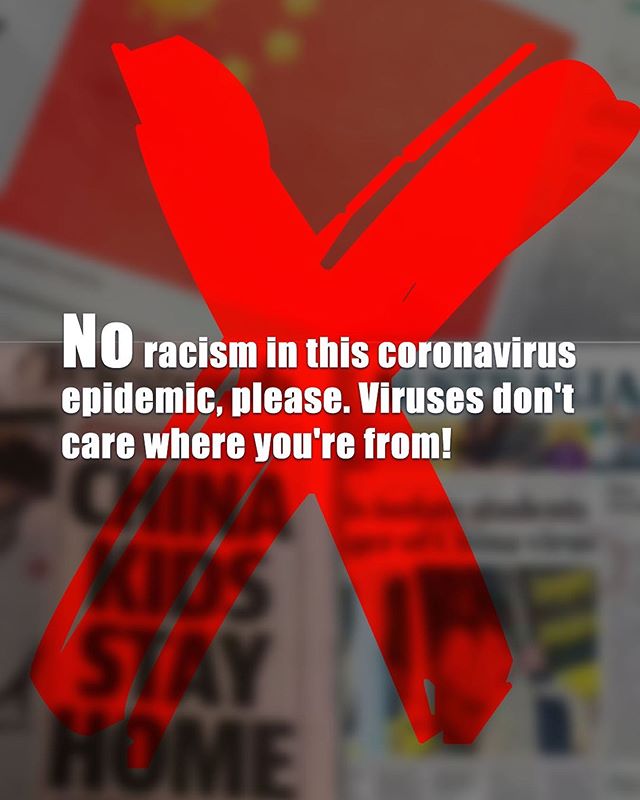 No racism in this coronavirus
epidemic, please. Viruses don't
care where you're from!
CHINA
KIDS
STAY
HOME